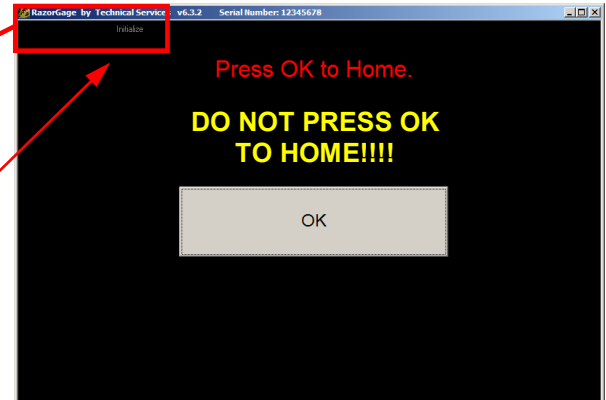 RazorGage by Technical Services v6.3.2 Serial Number: 12345678
Initialize
Press OK to Home.
DO NOT PRESS OK
TO HOME!!!!
OK